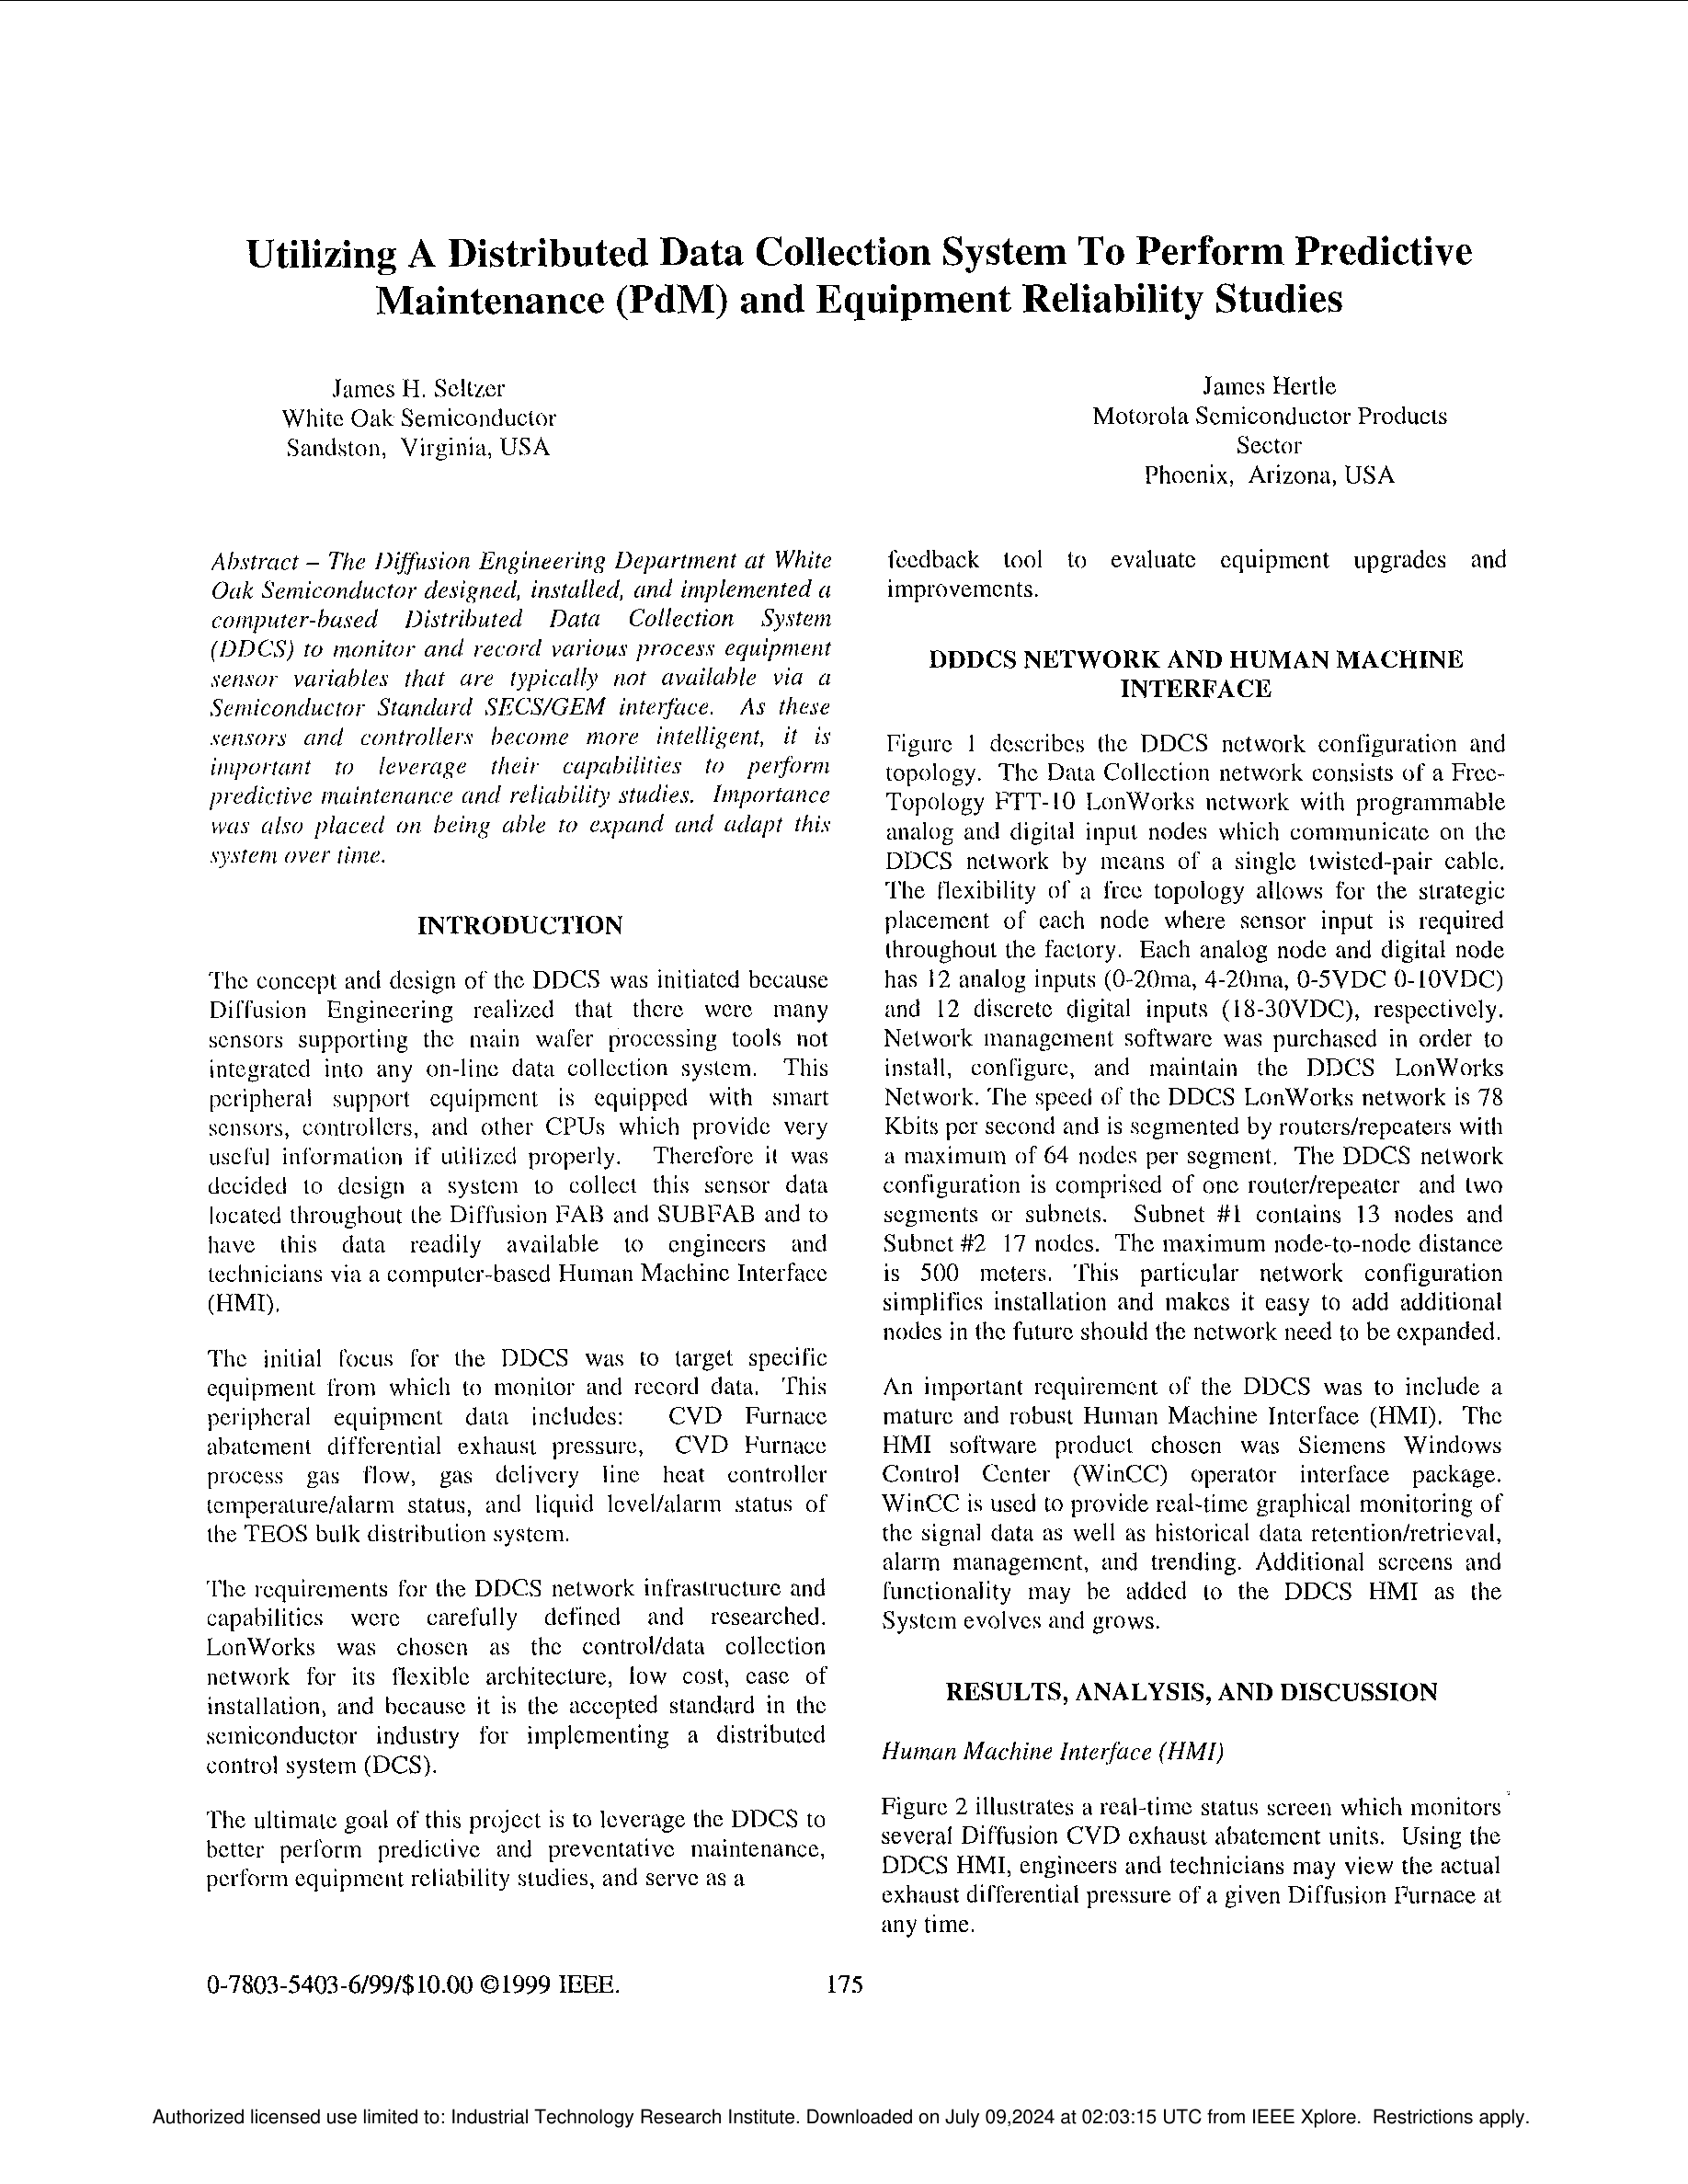 Utilizing A Distributed Data Collection System To Perform Predictive
Maintenance (PdM) and Equipment Reliability Studies
James H. Seltzer
White Oak Semiconductor
Sandston, Virginia, USA
James Hertle
Motorola Semiconductor Products
Sector
Phoenix, Arizona, USA
Abstract – The Diffusion Engineering Department at White
Oak Semiconductor designed, installed, and implemented a
computer-based Distributed Data Collection System
(DDCS) to monitor and record various process equipment
sensor variables that are typically not available via a
Semiconductor Standard SECS/GEM interface. As these
sensors and controllers become more intelligent, it is
important to leverage their capabilities to perform
predictive maintenance and reliability studies. Importance
was also placed on being able to expand and adapt this
system over time.
INTRODUCTION
The concept and design of the DDCS was initiated because
Diffusion Engineering realized that there were many
sensors supporting the main wafer processing tools not
integrated into any on-line data collection system. This
peripheral support equipment is equipped with smart
sensors, controllers, and other CPUs which provide very
useful information if utilized properly. Therefore it was
decided to design a system to collect this sensor data
located throughout the Diffusion FAB and SUBFAB and to
have this data readily available to engineers and
technicians via a computer-based Human Machine Interface
(HMI).
The initial focus for the DDCS was to target specific
equipment from which to monitor and record data. This
peripheral equipment data includes: CVD Furnace
abatement differential exhaust pressure, CVD Furnace
process gas flow, gas delivery line heat controller
temperature/alarm status, and liquid level/alarm status of
the TEOS bulk distribution system.
The requirements for the DDCS network infrastructure and
capabilities were carefully defined and researched.
LonWorks was chosen as the control/data collection
network for its flexible architecture, low cost, ease of
installation, and because it is the accepted standard in the
semiconductor industry for implementing a distributed
control system (DCS).
The ultimate goal of this project is to leverage the DDCS to
better perform predictive and preventative maintenance,
perform equipment reliability studies, and serve as a
feedback tool to evaluate equipment upgrades and
improvements.
DDDCS NETWORK AND HUMAN MACHINE
INTERFACE
Figure 1 describes the DDCS network configuration and
topology. The Data Collection network consists of a Free-
Topology FTT-10 LonWorks network with programmable
analog and digital input nodes which communicate on the
DDCS network by means of a single twisted-pair cable.
The flexibility of a free topology allows for the strategic
placement of each node where sensor input is required
throughout the factory. Each analog node and digital node
has 12 analog inputs (0-20ma, 4-20ma, 0-5VDC 0-10VDC)
and 12 discrete digital inputs (18-30VDC), respectively.
Network management software was purchased in order to
install, configure, and maintain the DDCS LonWorks
Network. The speed of the DDCS LonWorks network is 78
Kbits per second and is segmented by routers/repeaters with
a maximum of 64 nodes per segment. The DDCS network
configuration is comprised of one router/repeater and two
segments or subnets. Subnet #1 contains 13 nodes and
Subnet #2 17 nodes. The maximum node-to-node distance
is 500 meters. This particular network configuration
simplifies installation and makes it easy to add additional
nodes in the future should the network need to be expanded.
An important requirement of the DDCS was to include a
mature and robust Human Machine Interface (HMI). The
HMI software product chosen was Siemens Windows
Control Center (WinCC) operator interface package.
WinCC is used to provide real-time graphical monitoring of
the signal data as well as historical data retention/retrieval,
alarm management, and trending. Additional screens and
functionality may be added to the DDCS HMI as the
System evolves and grows.
RESULTS, ANALYSIS, AND DISCUSSION
Human Machine Interface (HMI)
Figure 2 illustrates a real-time status screen which monitors
several Diffusion CVD exhaust abatement units. Using the
DDCS HMI, engineers and technicians may view the actual
exhaust differential pressure of a given Diffusion Furnace at
any time.
0-7803-5403-6/99/$10.00 ©1999 IEEE.
175
Authorized licensed use limited to: Industrial Technology Research Institute. Downloaded on July 09,2024 at 02:03:15 UTC from IEEE Xplore. Restrictions apply.